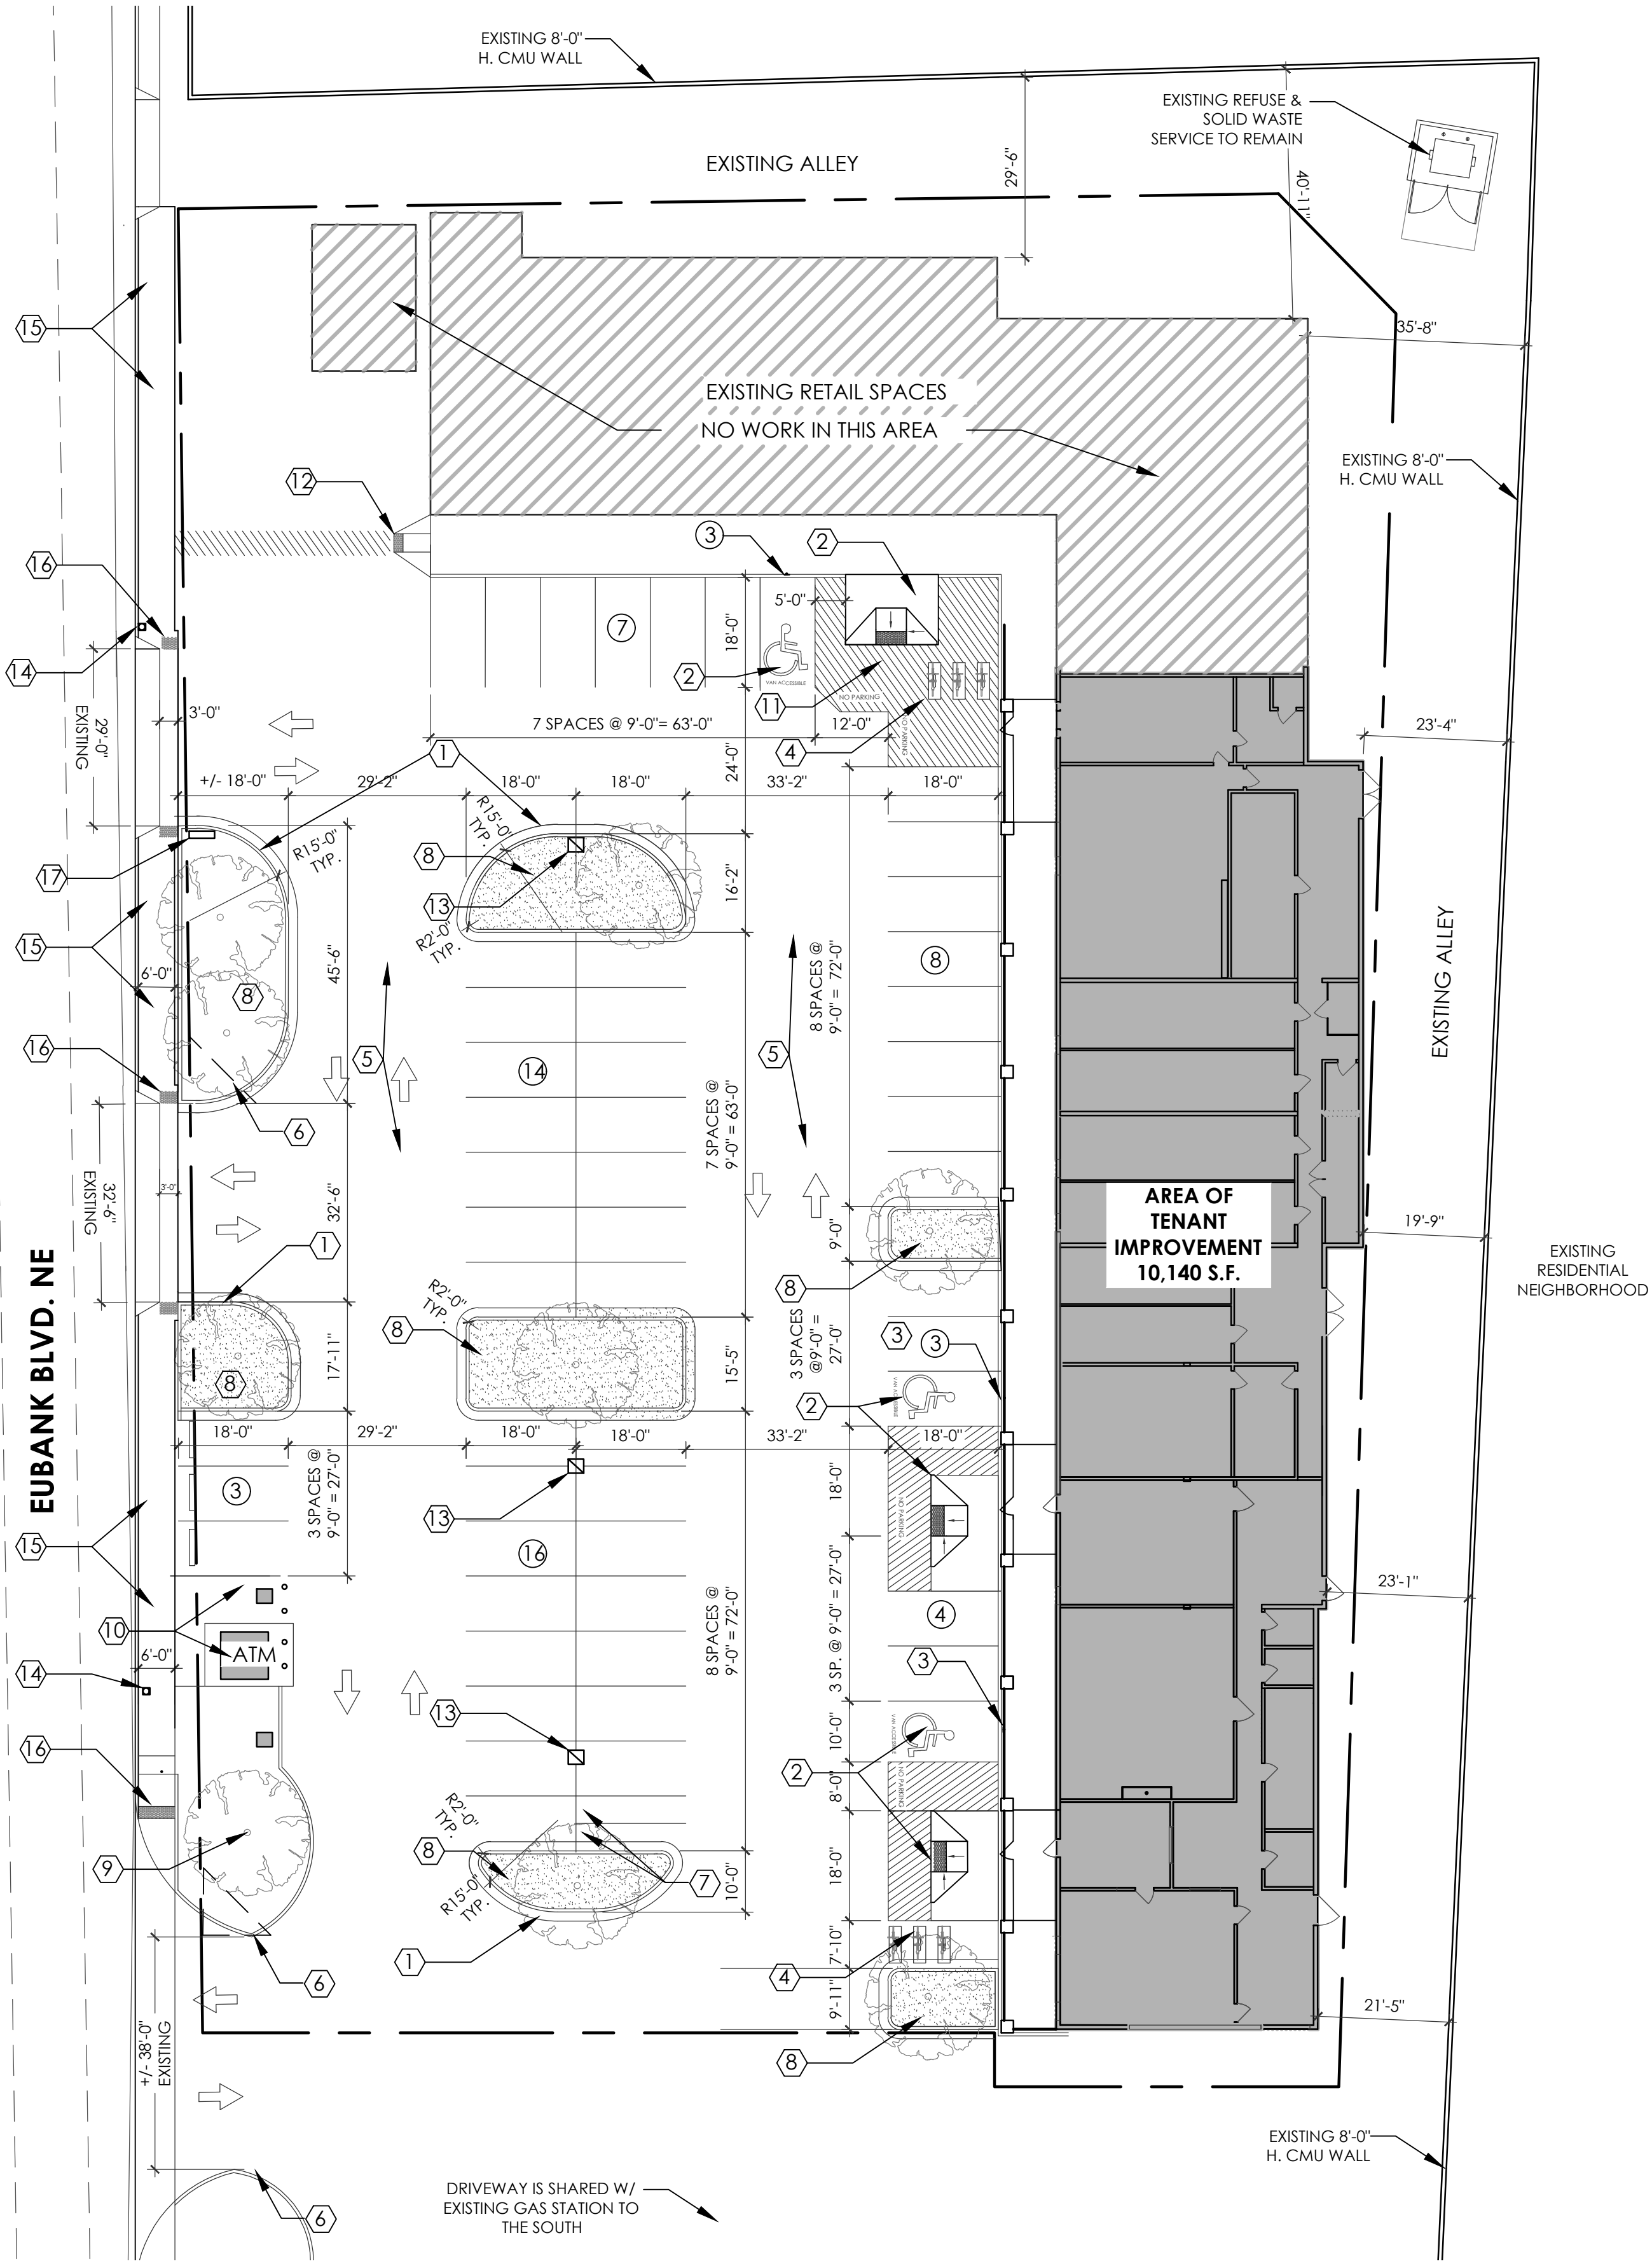 EXISTING 8'-0"
H. CMU WALL
EXISTING REFUSE &
SOLID WASTE
SERVICE TO REMAIN
EXISTING ALLEY
29'-6"
40'-11"
15
35'-8"
EXISTING RETAIL SPACES
NO WORK IN THIS AREA
EXISTING 8'-0"
H. CMU WALL
12
3
2
16
5'-0"
7
18'-0"
14
2
VAN ACCESSIBLE
NO PARKING
11
NO PARKING
3'-0"
29'-0"
EXISTING
7 SPACES @ 9'-0"= 63'-0"
12'-0"
4
23'-4"
1
24'-0"
+/- 18'-0"
29'-2"
18'-0"
18'-0"
33'-2"
18'-0"
R15'-0"
TYP.
R15'-0"
TYP.
8
17
13
16'-2"
R2'-0"
TYP.
15
45'-6"
6'-0"
8
8 SPACES @
9'-0" = 72'-0"
8
EXISTING ALLEY
16
5
14
5
6
7 SPACES @
9'-0" = 63'-0"
32'-6"
EXISTING
3'-0"
32'-6"
AREA OF
TENANT
IMPROVEMENT
10,140 S.F.
19'-9"
9'-0"
1
8
EXISTING
RESIDENTIAL
NEIGHBORHOOD
EUBANK BLVD. NE
R2'-0"
TYP.
8
8
17'-11"
15'-5"
3 SPACES
@9'-0" =
27'-0"
3
3
VAN ACCESSIBLE
2
18'-0"
29'-2"
18'-0"
18'-0"
33'-2"
18'-0"
3
3 SPACES @
9'-0" = 27'-0"
13
18'-0"
NO PARKING
15
16
23'-1"
10
ATM
6'-0"
8 SPACES @
9'-0" = 72'-0"
3 SP. @ 9'-0" = 27'-0"
4
3
14
13
10'-0"
VAN ACCESSIBLE
16
2
8'-0"
NO PARKING
R2'-0"
TYP.
8
9
7
R15'-0"
TYP.
10'-0"
18'-0"
1
6
4
7'-10"
9'-11"
21'-5"
+/- 38'-0"
EXISTING
8
EXISTING 8'-0"
H. CMU WALL
DRIVEWAY IS SHARED W/
EXISTING GAS STATION TO
THE SOUTH
6